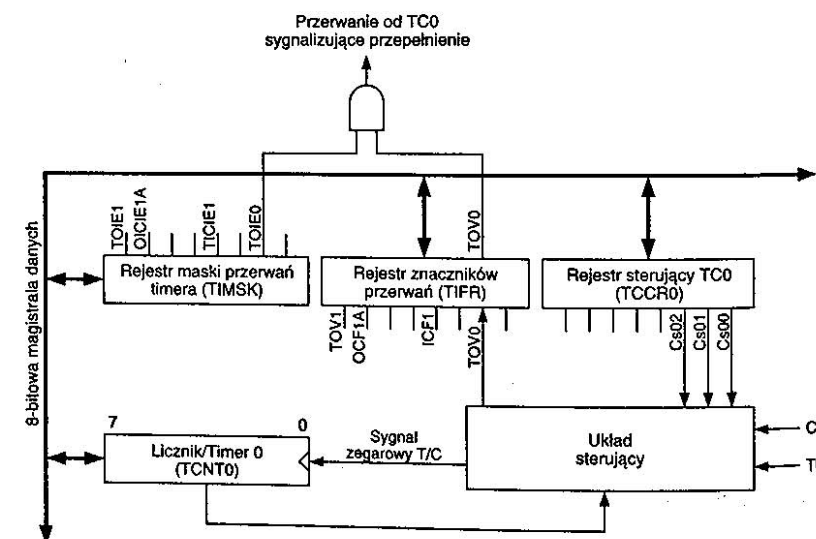 Przerwanie od TC0
sygnalizujące przepełnienie
TOIE1
OICIE1A
TICIE1
TOIE0
TOV0
Rejestr maski przerwań
timera (TIMSK)
Rejestr znaczników
przerwań (TIFR)
Rejestr sterujący TC0
(TCCR0)
TOV1
OCF1A
ICF1
TOV0
Cs02
Cs01
Cs00
8-bitowa magistrala danych
7
0
Licznik/Timer 0
(TCNT0)
Sygnał
zegarowy T/C
Układ
sterujący
C